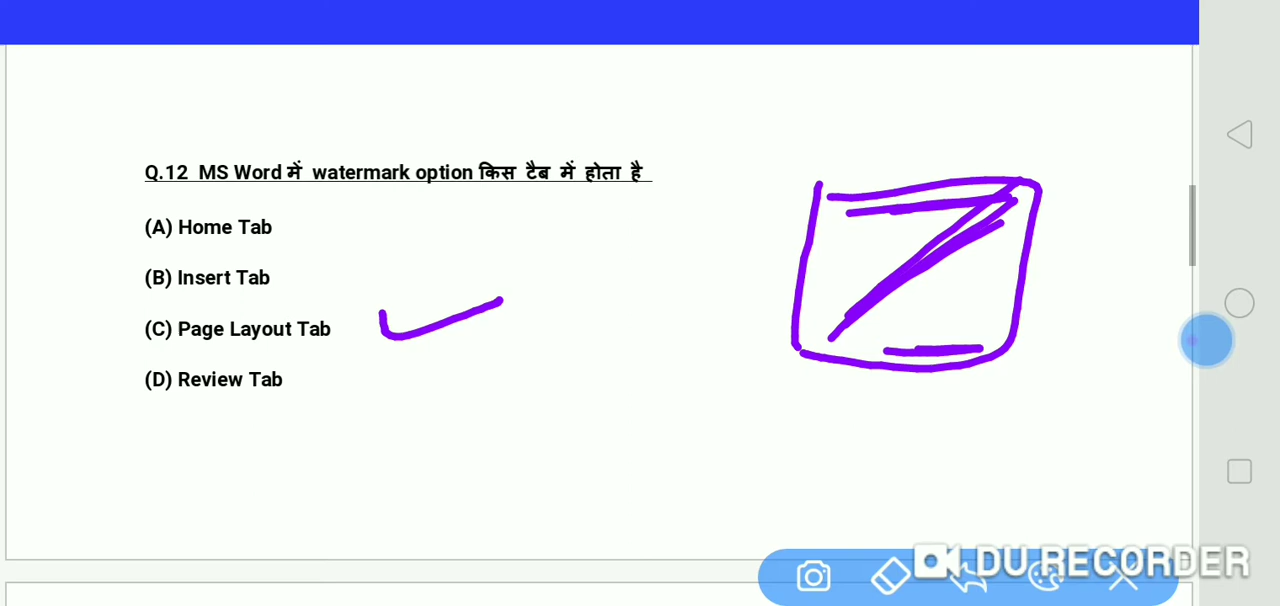 Q.12 MS Word में watermark option किस टैब में होता है
(A) Home Tab
(B) Insert Tab
(C) Page Layout Tab
(D) Review Tab
DU RECORDER